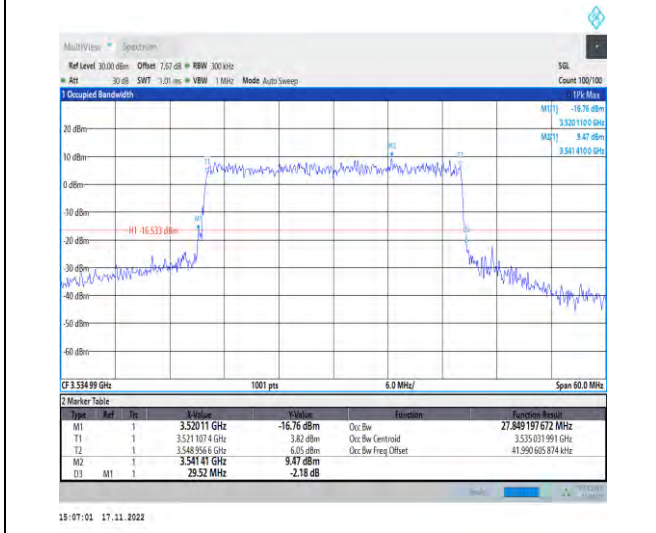 MultiView Spectrum
Ref Level 30.00 dBm Offset 7.67 dB RBW 300 kHz SGL
Att 30 dB SWT 1.01 ms VBW 1 MHz Mode Auto Sweep Count 100/100
1 Occupied Bandwidth 1Pk Max
M1[1] -16.76 dBm
3.520 110 0 GHz
M2[1] 9.47 dBm
3.541 410 0 GHz
20 dBm
10 dBm
0 dBm
-10 dBm
-20 dBm
-30 dBm
-40 dBm
-50 dBm
-60 dBm
T1
M2
M1
H1 -16.533 dBm
CF 3.534 99 GHz 1001 pts 6.0 MHz/ Span 60.0 MHz
2 Marker Table
Type Ref Trc X-Value Y-Value Function Function Result
M1 1 3.520 11 GHz -16.76 dBm Occ Bw 27.849 197 672 MHz
T1 1 3.521 107 4 GHz 3.82 dBm Occ Bw Centroid 3.535 031 991 GHz
T2 1 3.548 956 6 GHz 6.05 dBm Occ Bw Freq Offset 41.990 605 874 kHz
M2 1 3.541 41 GHz 9.47 dBm
D3 M1 1 29.52 MHz -2.18 dB
15:07:01 17.11.2022